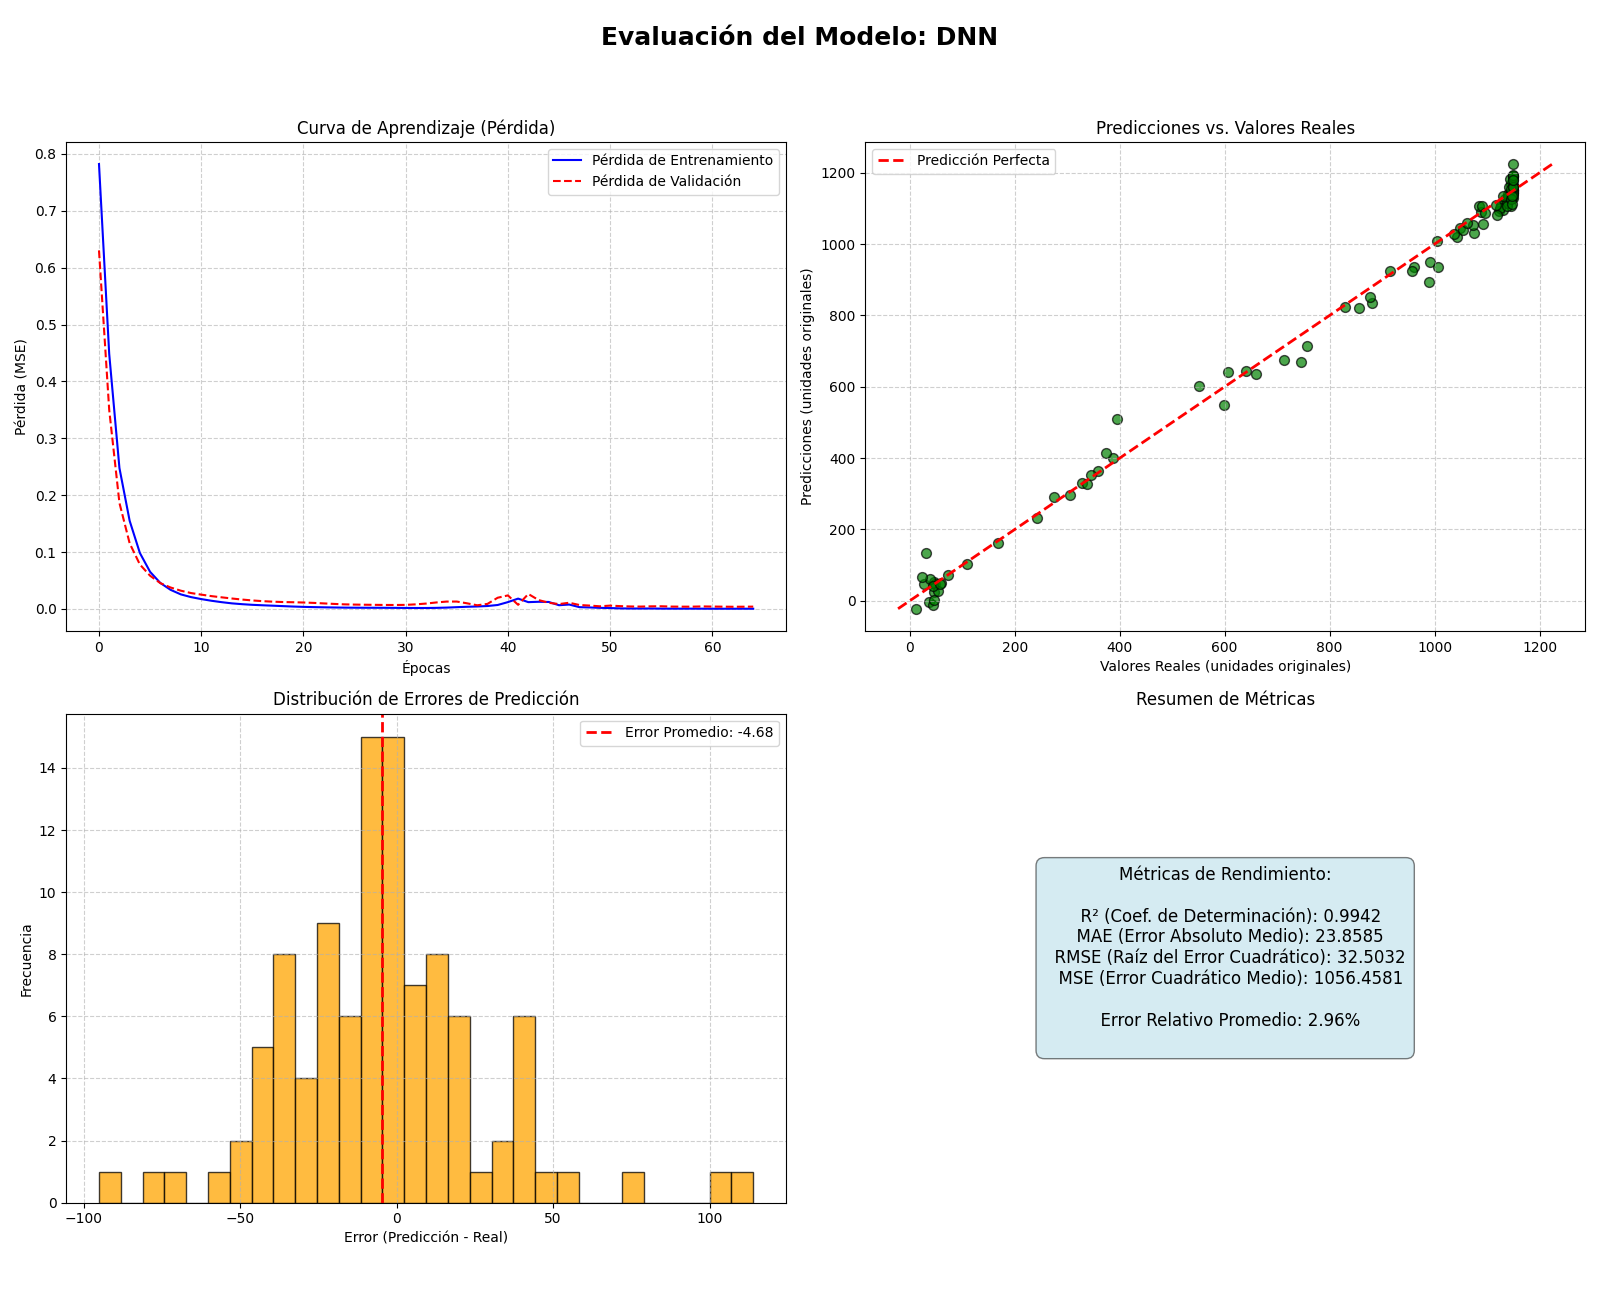 Evaluación del Modelo: DNN
Curva de Aprendizaje (Pérdida)
Pérdida de Entrenamiento
Pérdida de Validación
Pérdida (MSE)
0.8
0.7
0.6
0.5
0.4
0.3
0.2
0.1
0.0
0 10 20 30 40 50 60
Épocas
Predicciones vs. Valores Reales
Predicción Perfecta
Predicciones (unidades originales)
1200
1000
800
600
400
200
0
0 200 400 600 800 1000 1200
Valores Reales (unidades originales)
Distribución de Errores de Predicción
Error Promedio: -4.68
Frecuencia
14
12
10
8
6
4
2
0
−100 −50 0 50 100
Error (Predicción - Real)
Resumen de Métricas
Métricas de Rendimiento:
R² (Coef. de Determinación): 0.9942
MAE (Error Absoluto Medio): 23.8585
RMSE (Raíz del Error Cuadrático): 32.5032
MSE (Error Cuadrático Medio): 1056.4581
Error Relativo Promedio: 2.96%